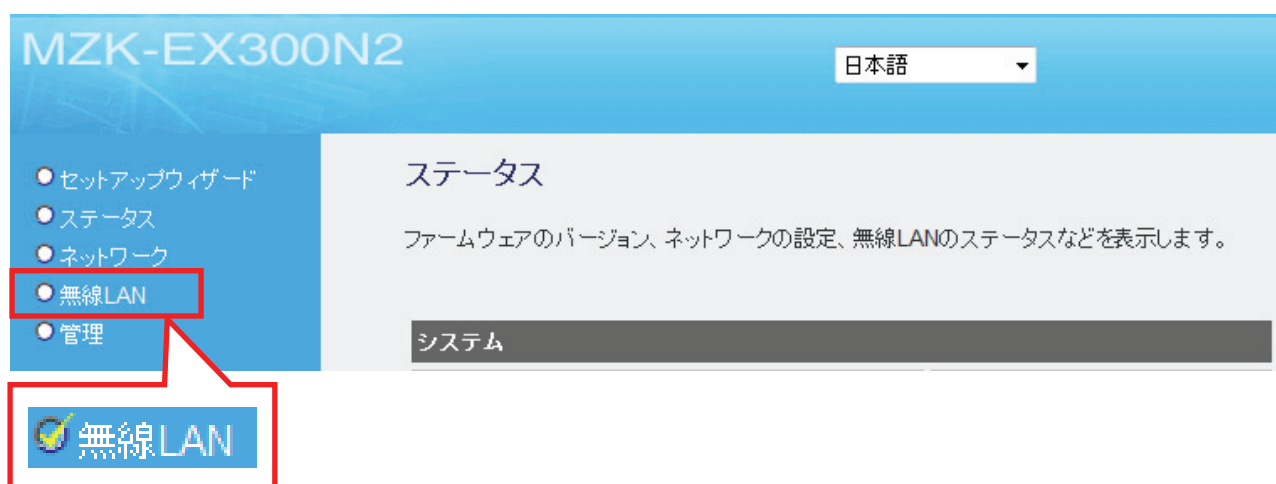 MZK-EX300N2
日本語
セットアップウィザード
ステータス
ネットワーク
無線LAN
管理
ステータス
ファームウェアのバージョン、ネットワークの設定、無線LANのステータスなどを表示します。
システム
無線LAN